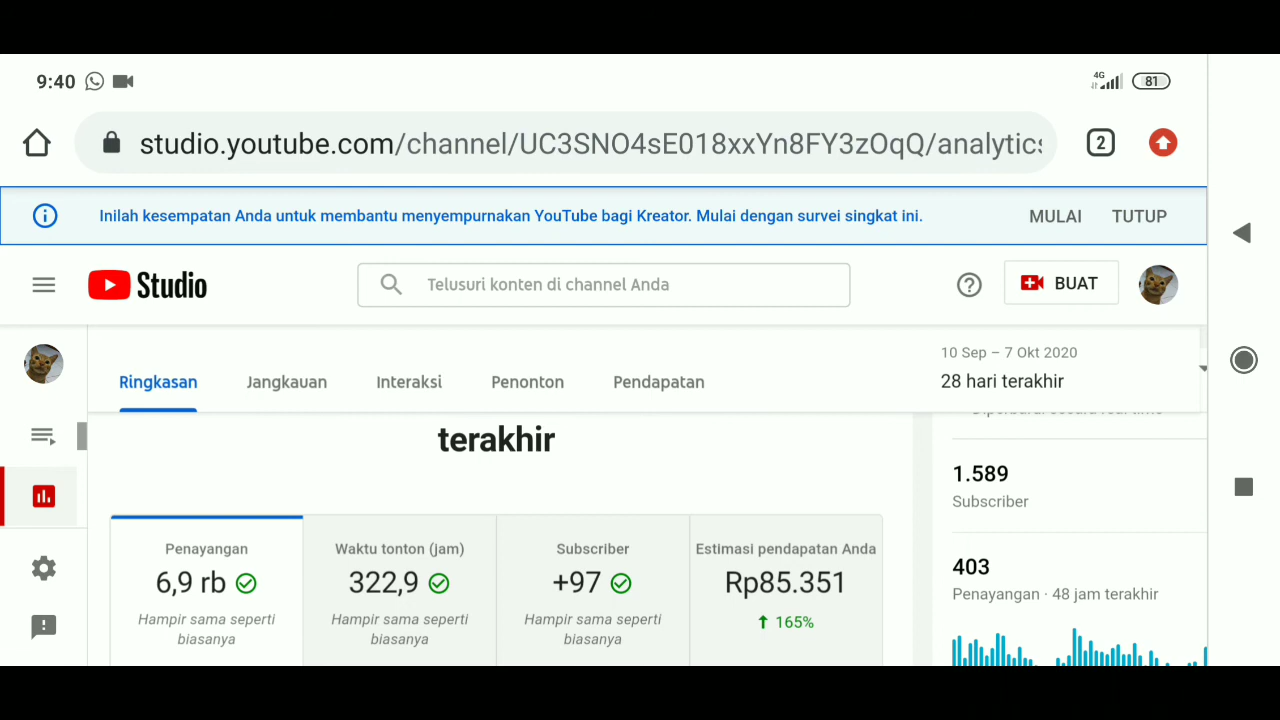 9:40
4G
81
studio.youtube.com/channel/UC3SNO4sE018xxYn8FY3zOqQ/analytics
2
Inilah kesempatan Anda untuk membantu menyempurnakan YouTube bagi Kreator. Mulai dengan survei singkat ini.
MULAI
TUTUP
Studio
Telusuri konten di channel Anda
BUAT
Ringkasan
Jangkauan
Interaksi
Penonton
Pendapatan
10 Sep – 7 Okt 2020
28 hari terakhir
terakhir
Penayangan
6,9 rb
Hampir sama seperti
biasanya
Waktu tonton (jam)
322,9
Hampir sama seperti
biasanya
Subscriber
+97
Hampir sama seperti
biasanya
Estimasi pendapatan Anda
Rp85.351
165%
1.589
Subscriber
403
Penayangan · 48 jam terakhir